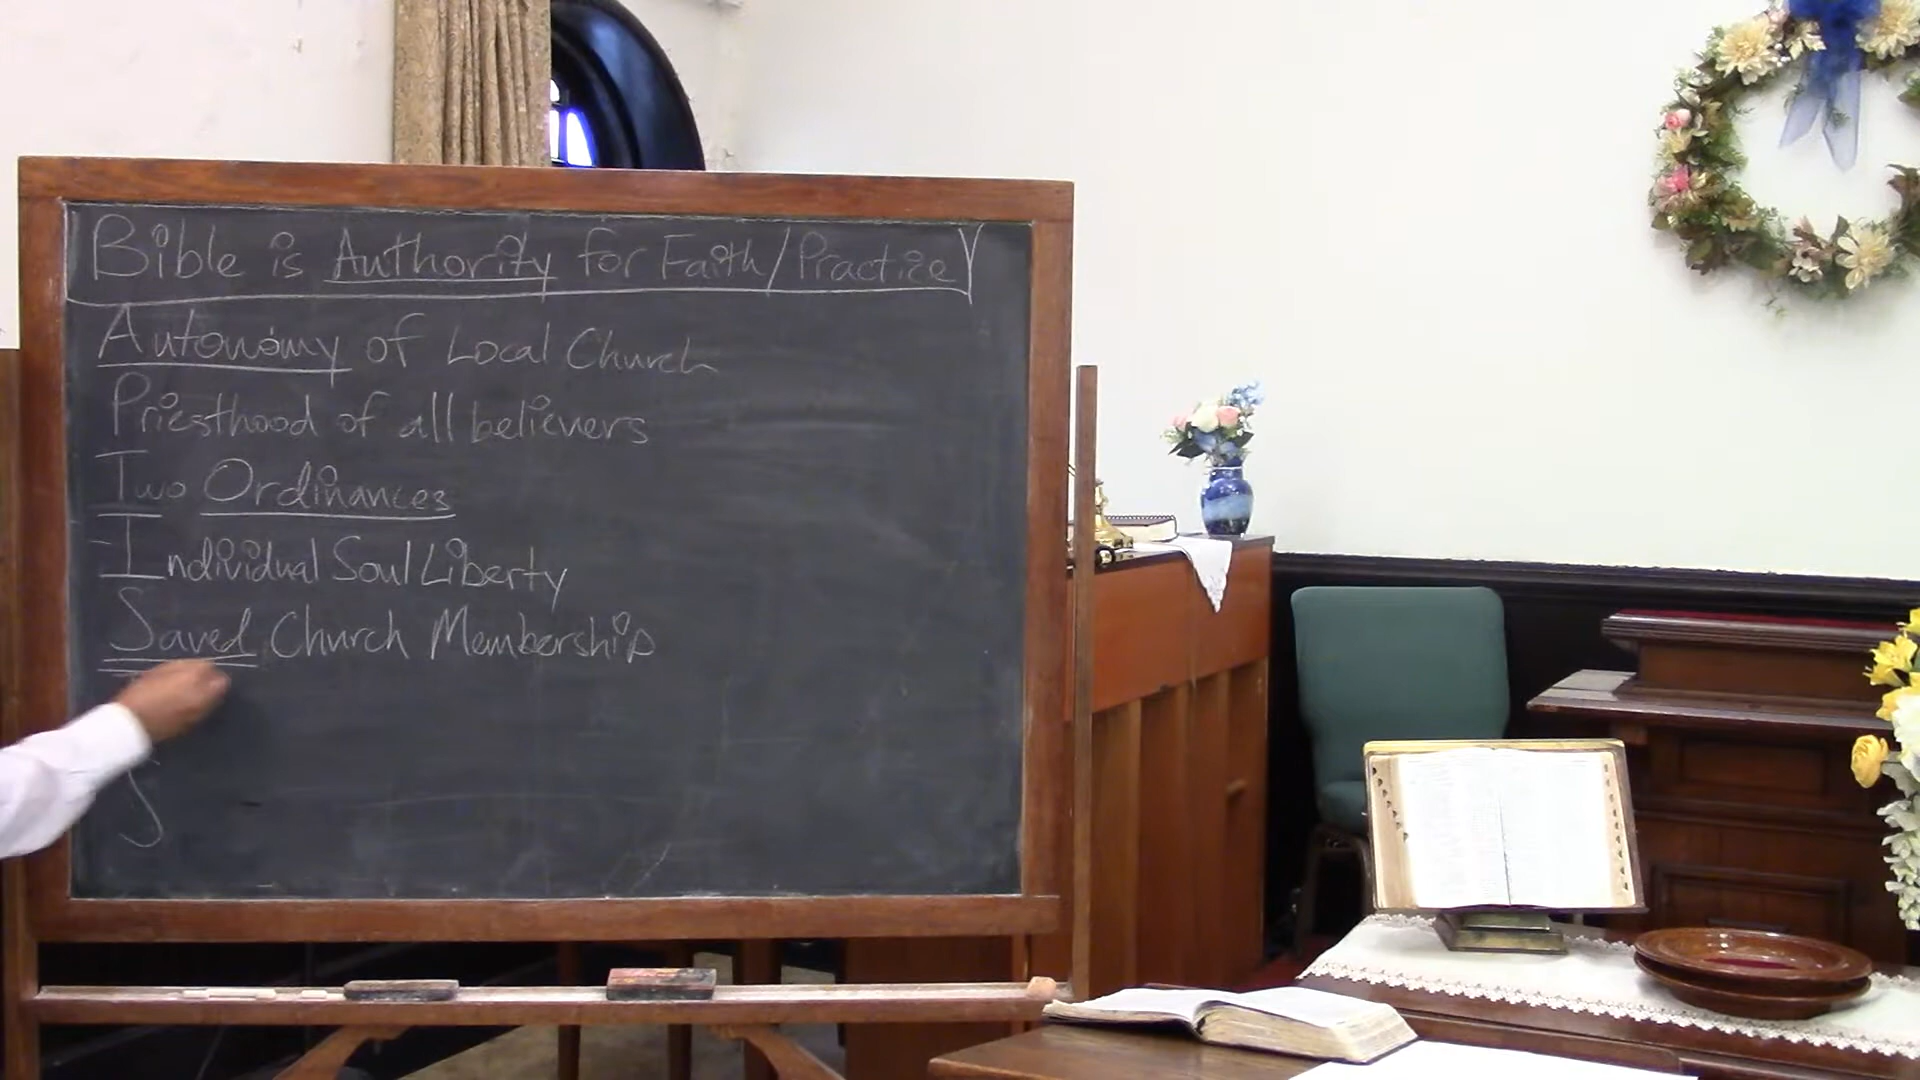 Bible is Authority for Faith/Practice
Autonomy of Local Church
Priesthood of all believers
Two Ordinances
Individual Soul Liberty
Saved Church Membership
S